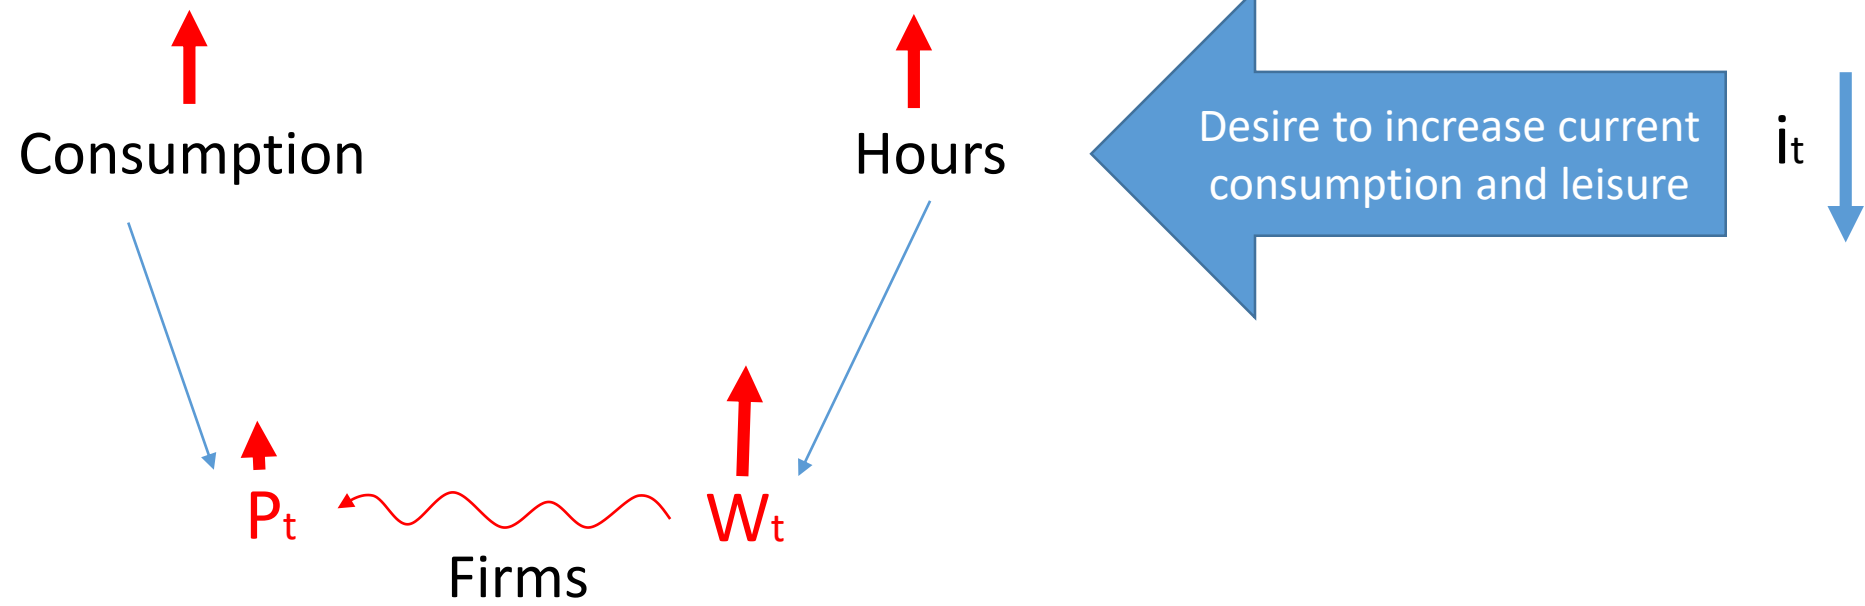 Consumption
Hours
Desire to increase current
consumption and leisure
it
Pt
Wt
Firms